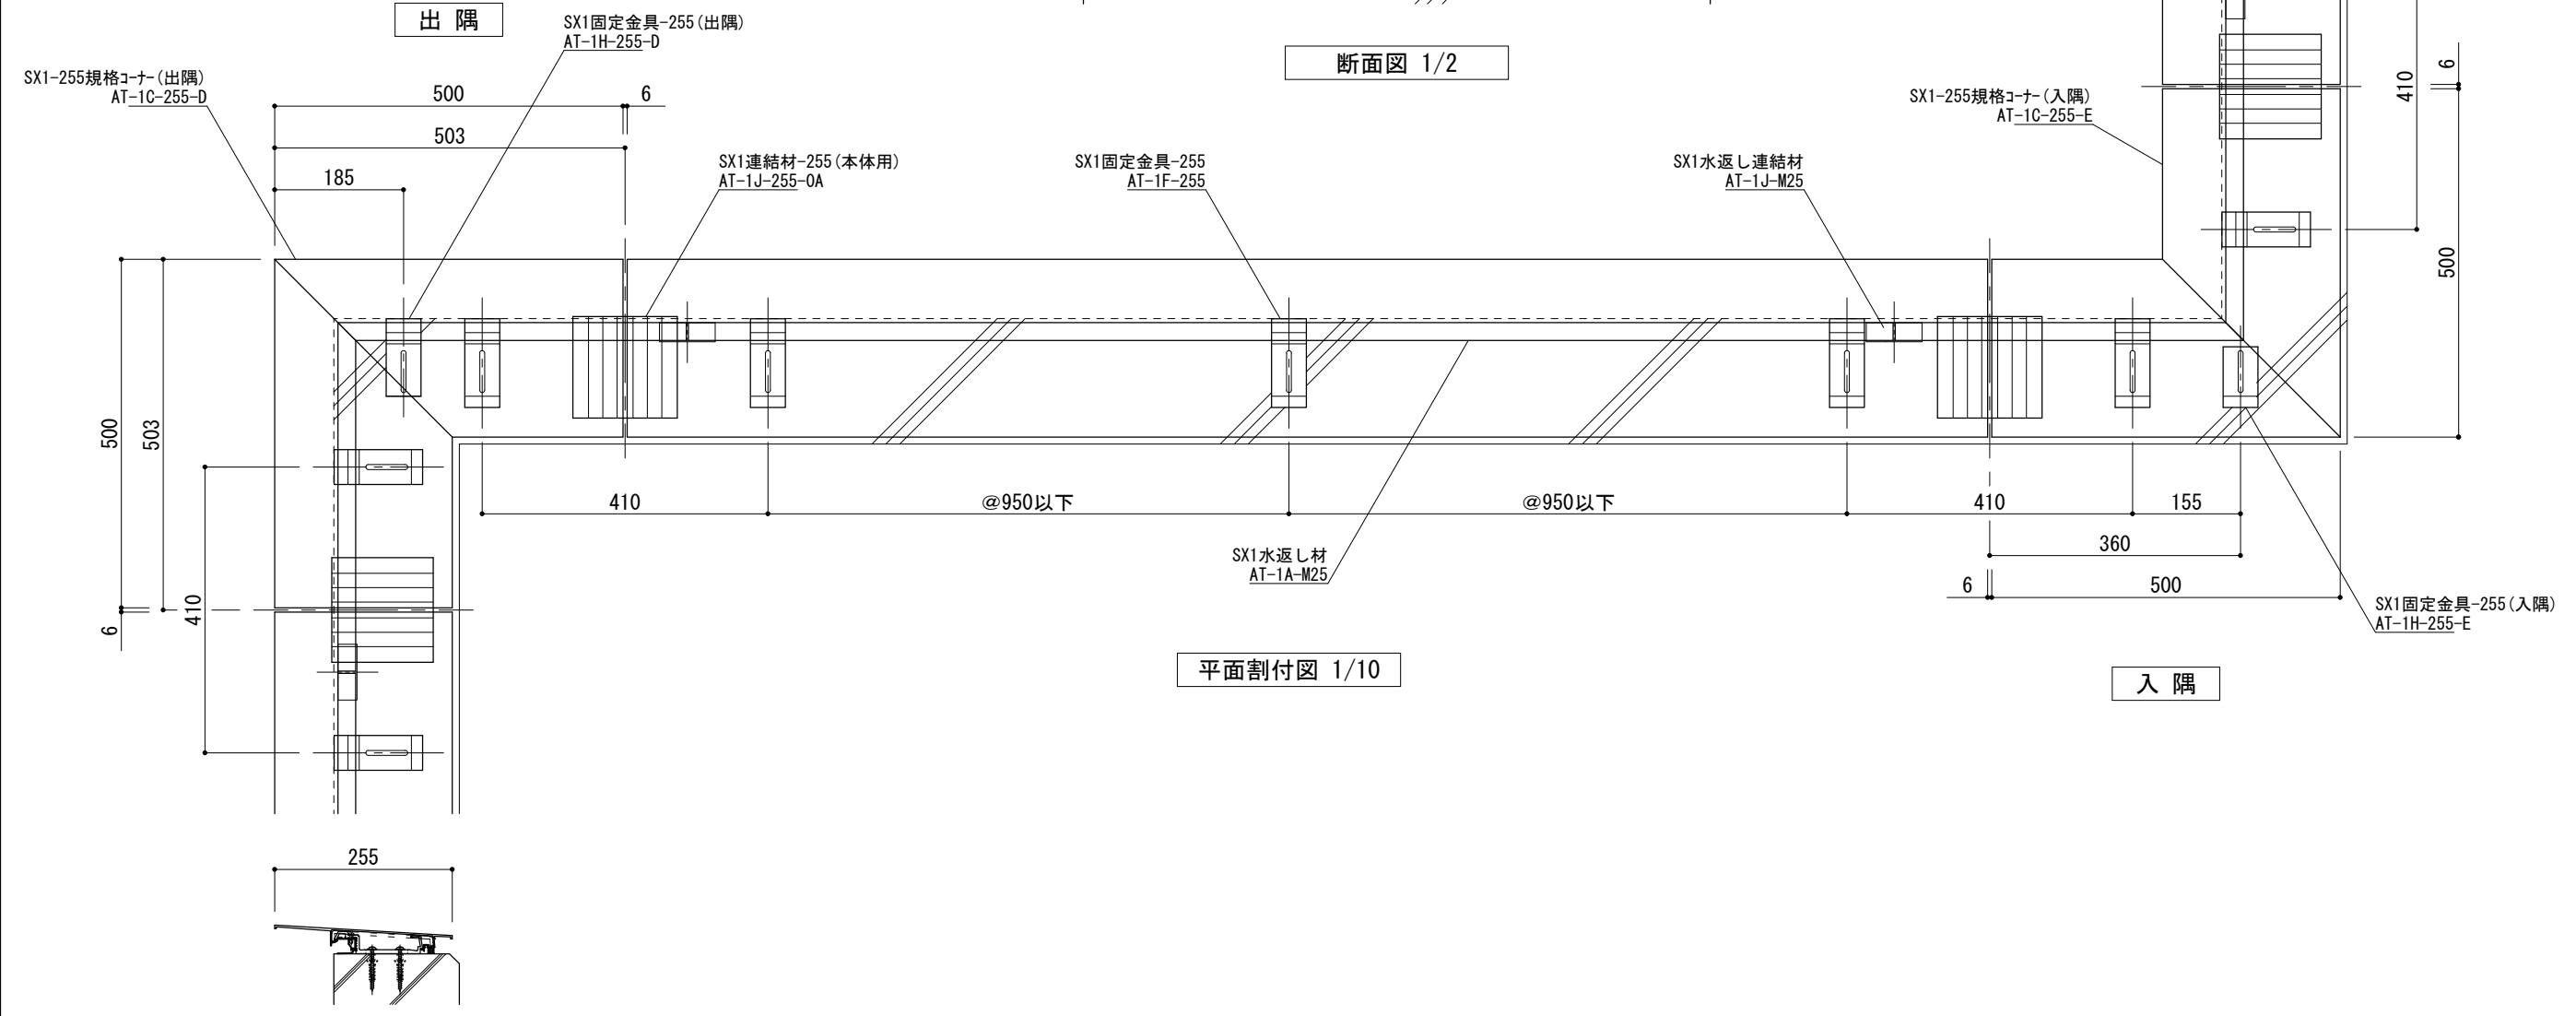 出 隅
SX1固定金具-255(出隅)
AT-1H-255-D
断面図 1/2
SX1-255規格ｺｰﾅｰ(出隅)
AT-1C-255-D
500
6
503
185
SX1連結材-255(本体用)
AT-1J-255-OA
SX1固定金具-255
AT-1F-255
SX1水返し連結材
AT-1J-M25
SX1-255規格ｺｰﾅｰ(入隅)
AT-1C-255-E
410
6
500
500
503
410
6
410
@950以下
@950以下
410
155
360
6
500
SX1水返し材
AT-1A-M25
SX1固定金具-255(入隅)
AT-1H-255-E
平面割付図 1/10
入 隅
255